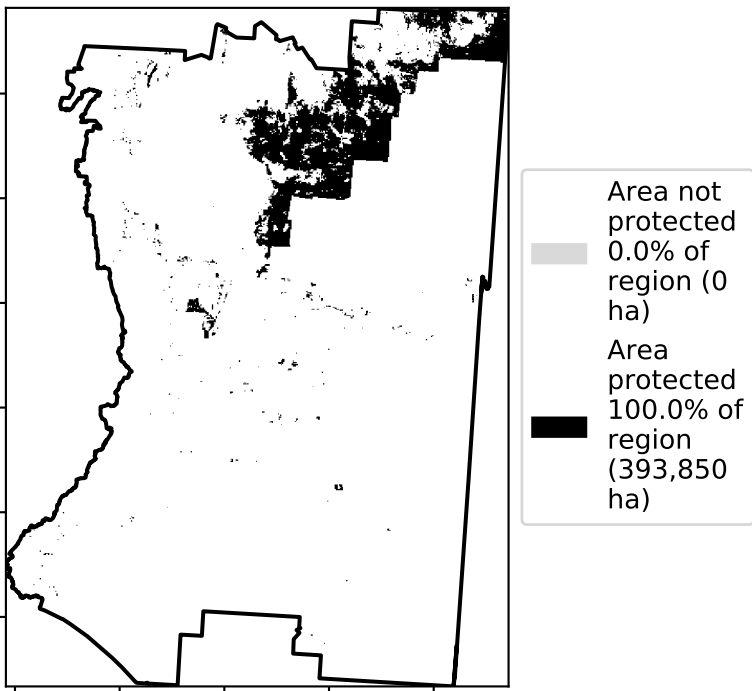 Area not
protected
0.0% of
region (0
ha)
Area
protected
100.0% of
region
(393,850
ha)